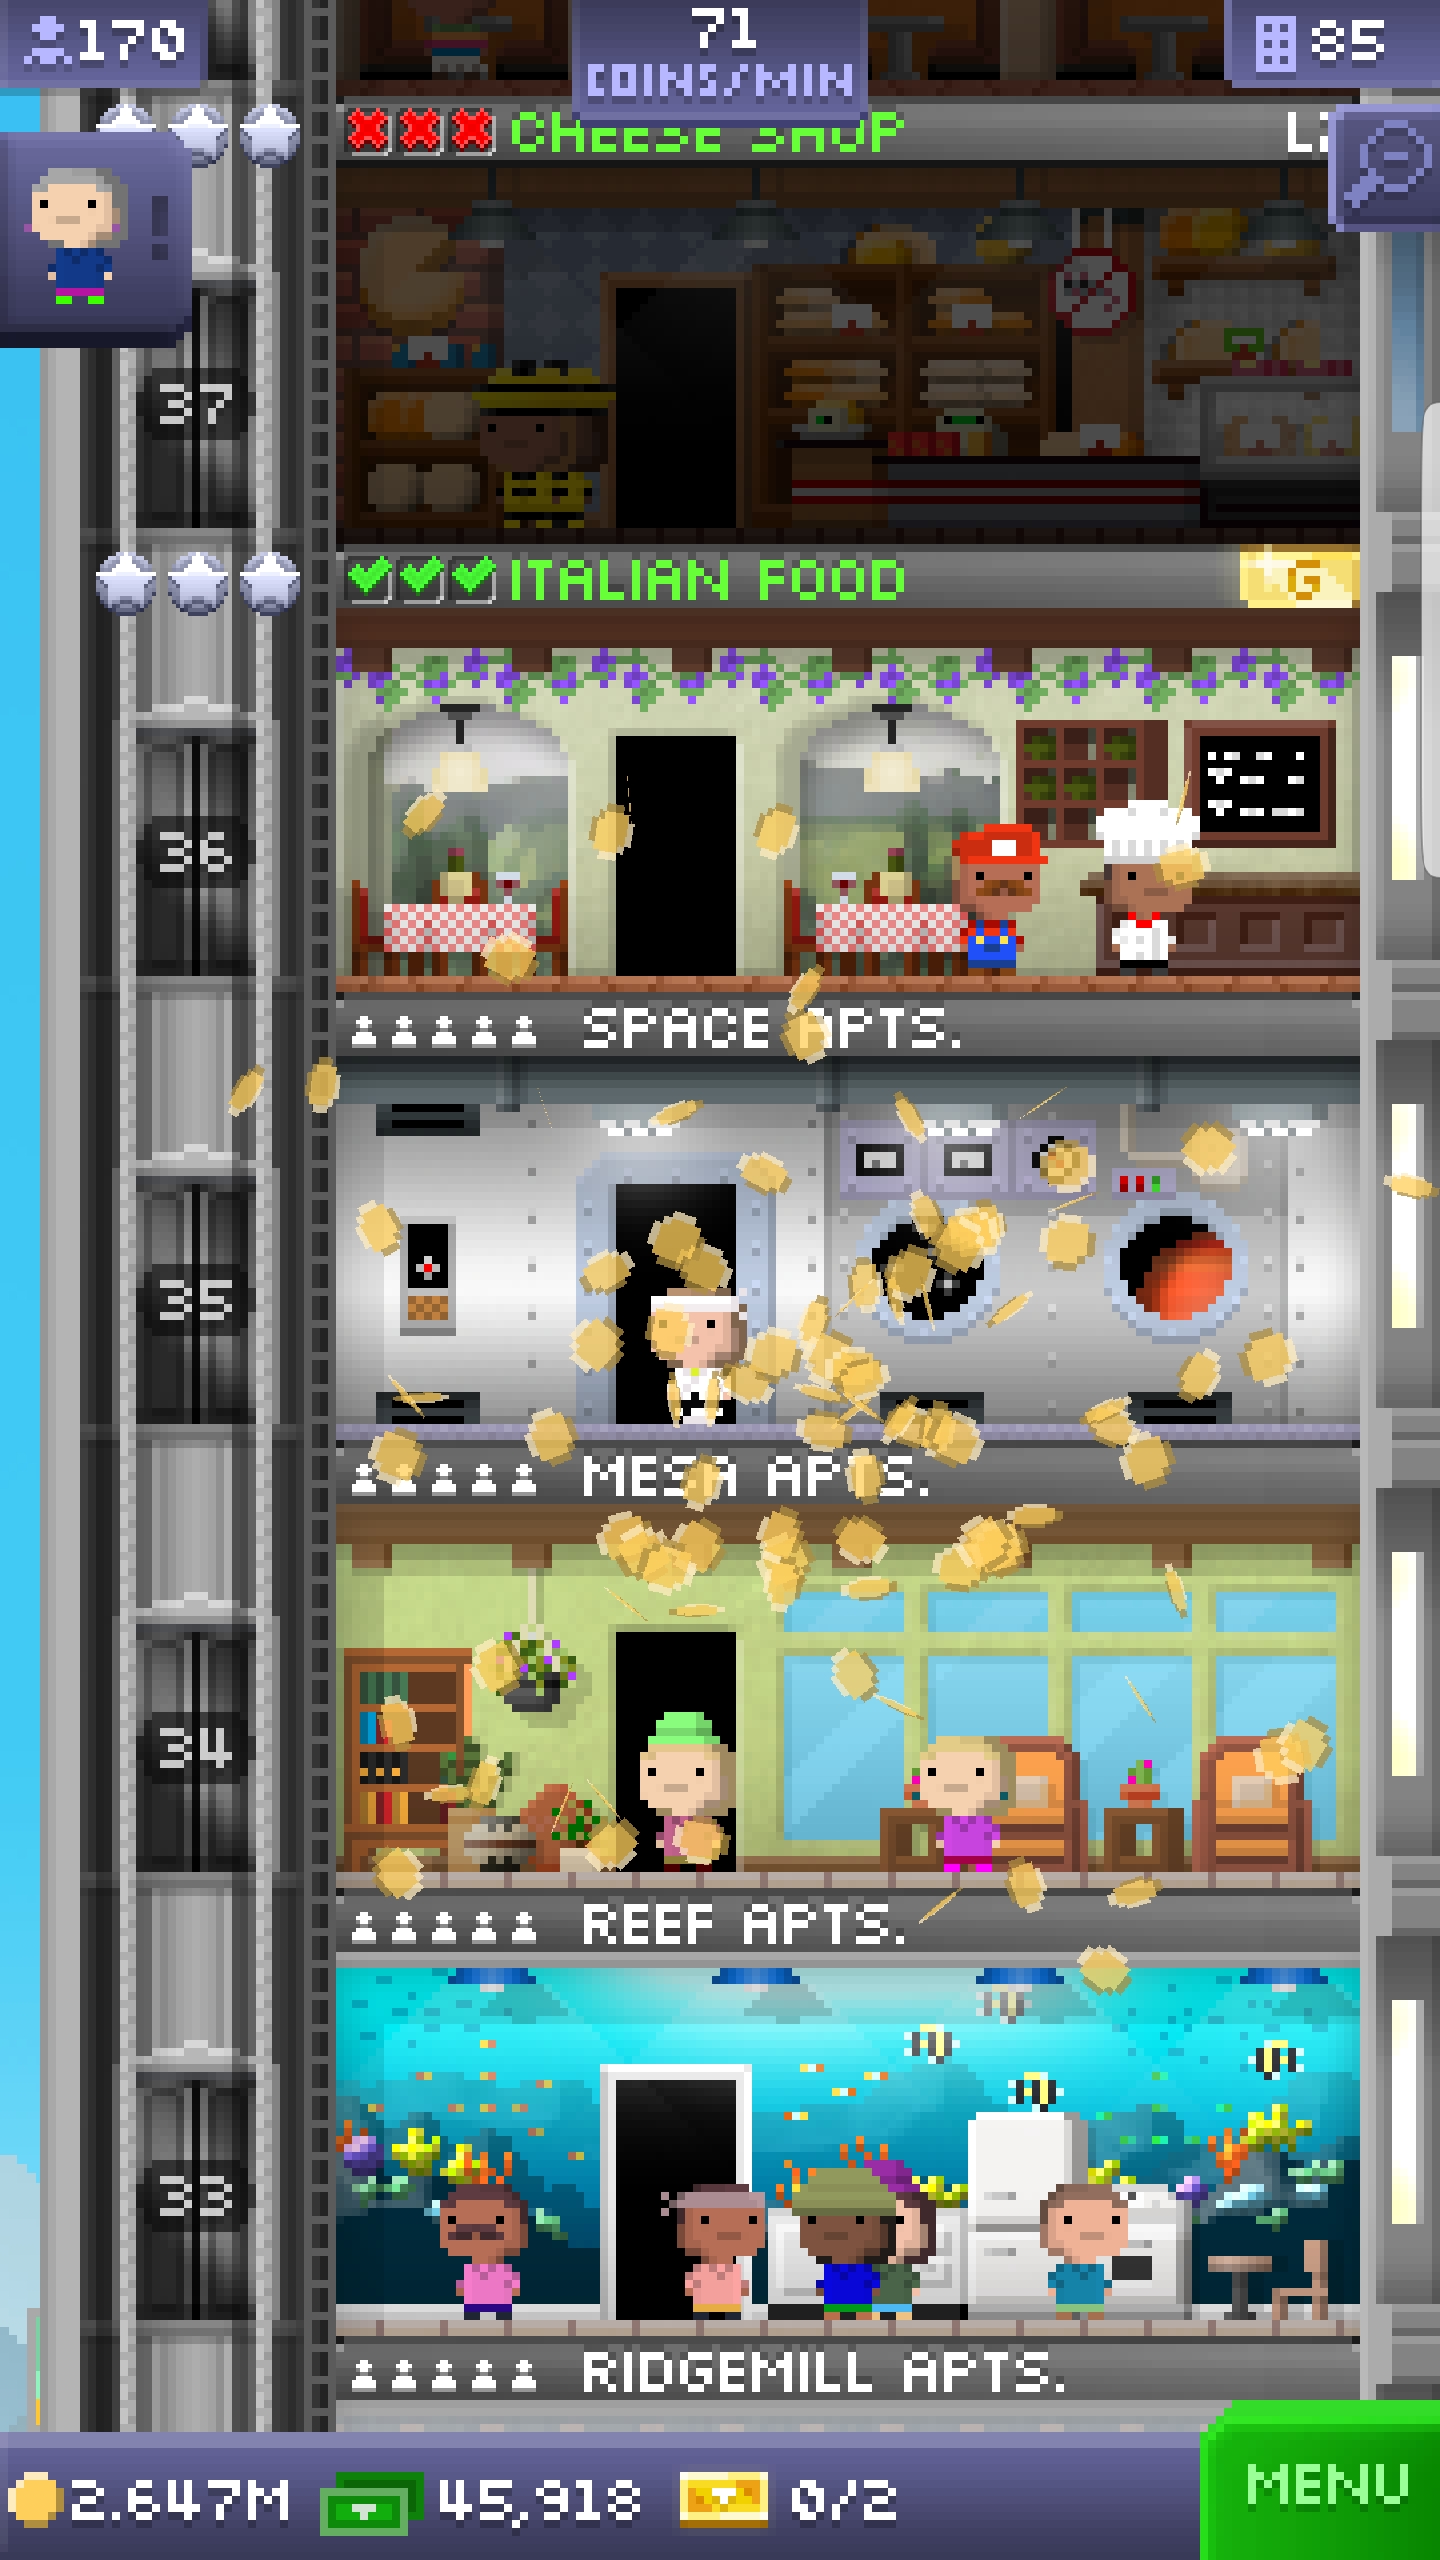 170
71
COINS/MIN
85
CHEESE SHOP
37
ITALIAN FOOD
G
36
SPACE APTS.
35
MESA APTS.
34
REEF APTS.
33
RIDGEMILL APTS.
2.647M
45,918
0/2
MENU